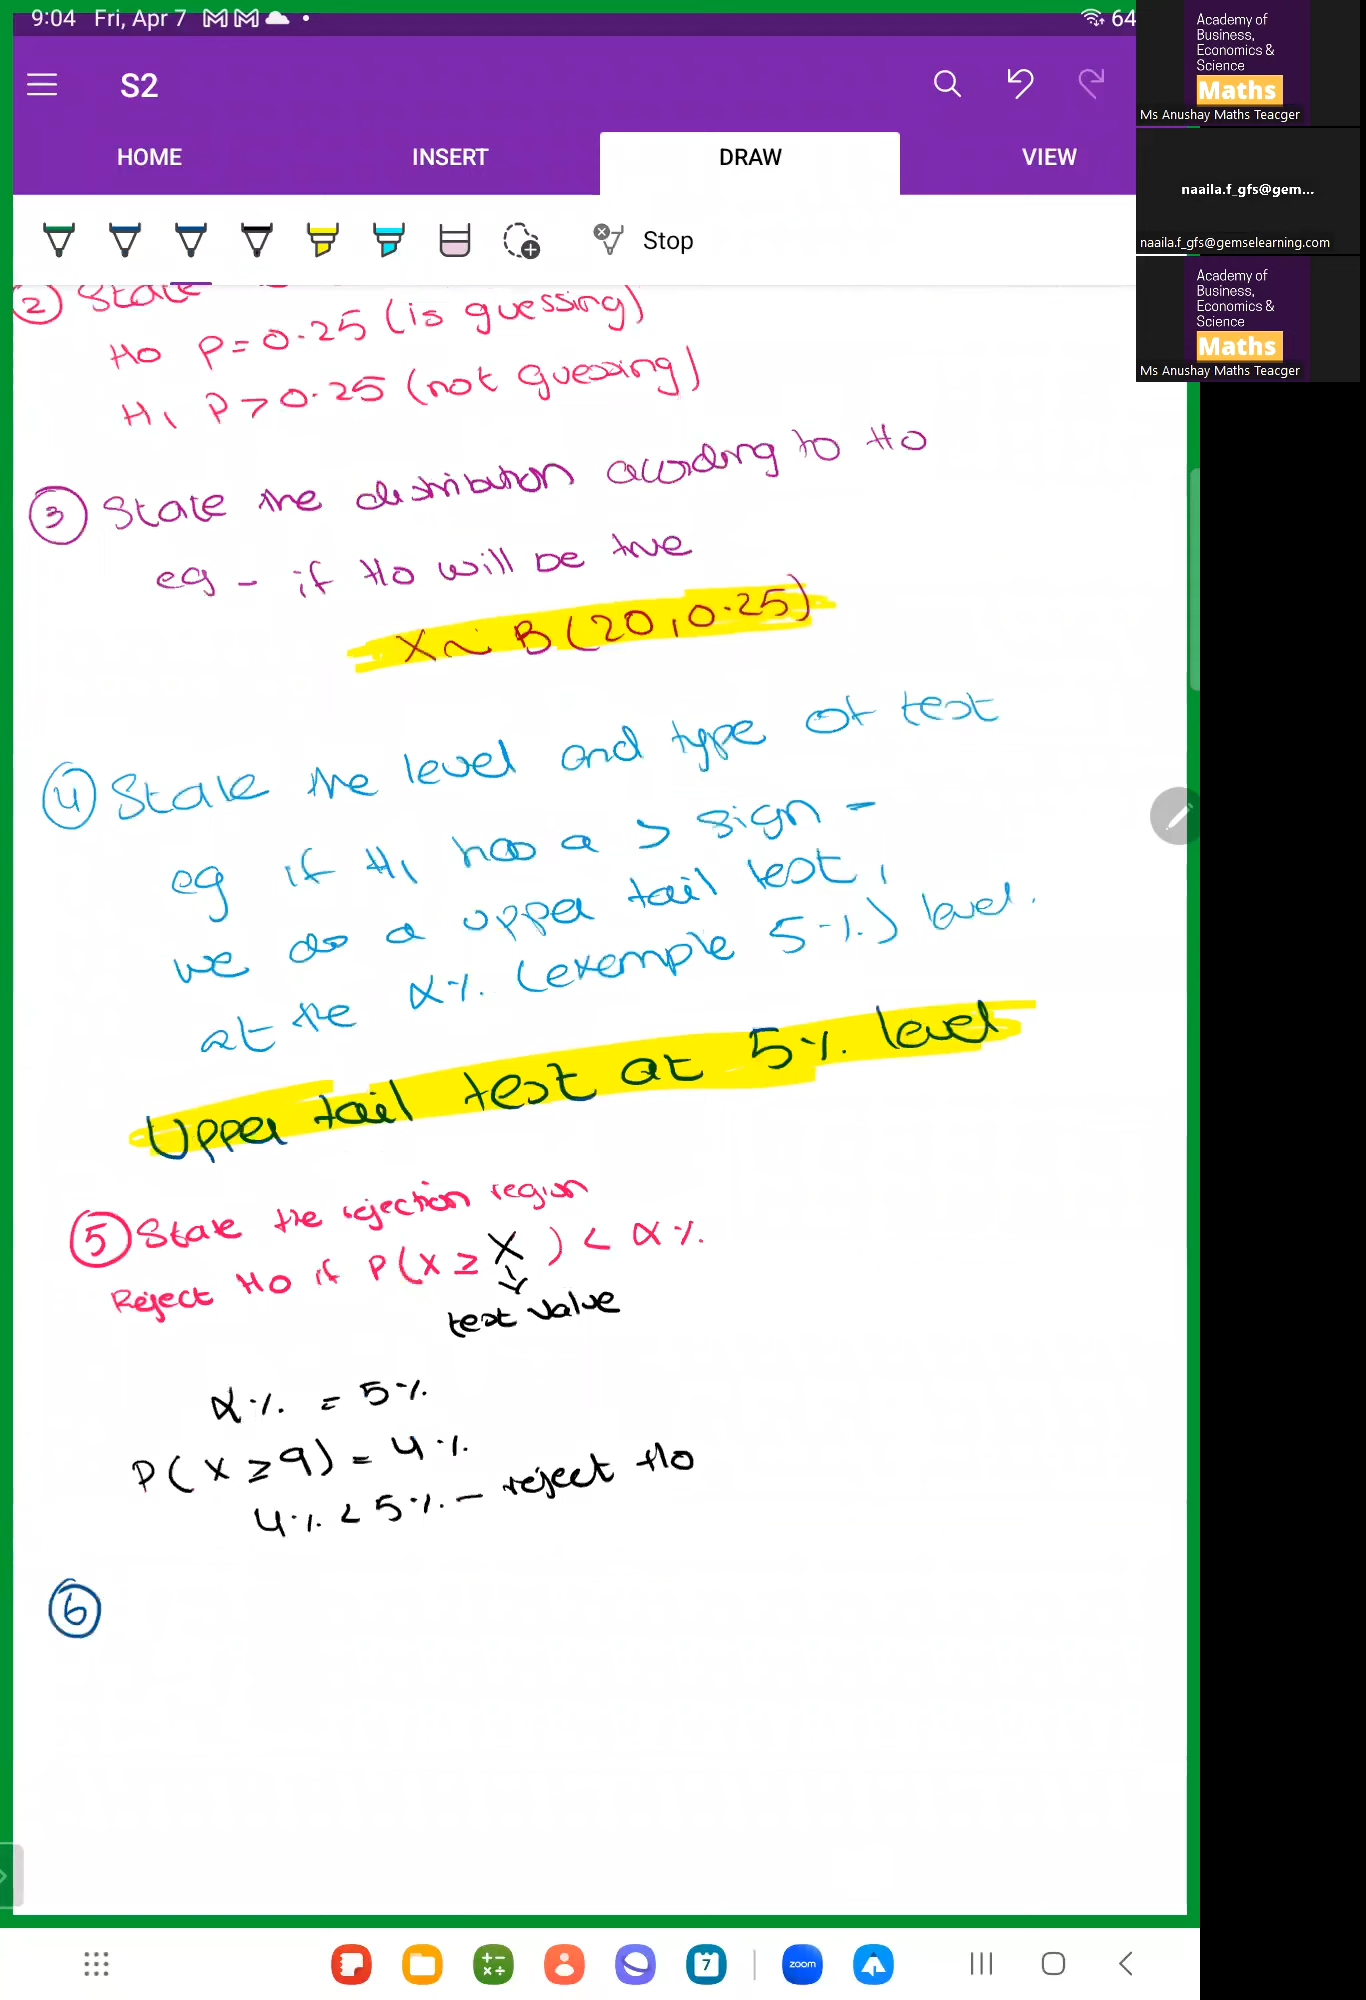 9:04 Fri, Apr 7
64
S2
HOME
INSERT
DRAW
VIEW
Stop
Academy of
Business,
Economics &
Science
Maths
Ms Anushay Maths Teacger
naaila.f_gfs@gem...
naaila.f_gfs@gemselearning.com
Academy of
Business,
Economics &
Science
Maths
Ms Anushay Maths Teacger
② State
H0 P=0.25 (is guessing)
H1 P>0.25 (not guessing)
③ State the distribution acording to H0
eg - if H0 will be true
X~B(20,0.25)
④ State the level and type of test
eg if H1 has a > sign -
we do a upper tail test,
at the α% (exemple 5%) level.
Upper tail test at 5% level
⑤ State the rejection region
Reject H0 if P(X≥X) < α%.
test value
α% = 5%
P(X≥9) = 4%
4% < 5% - reject H0
⑥
7
zoom